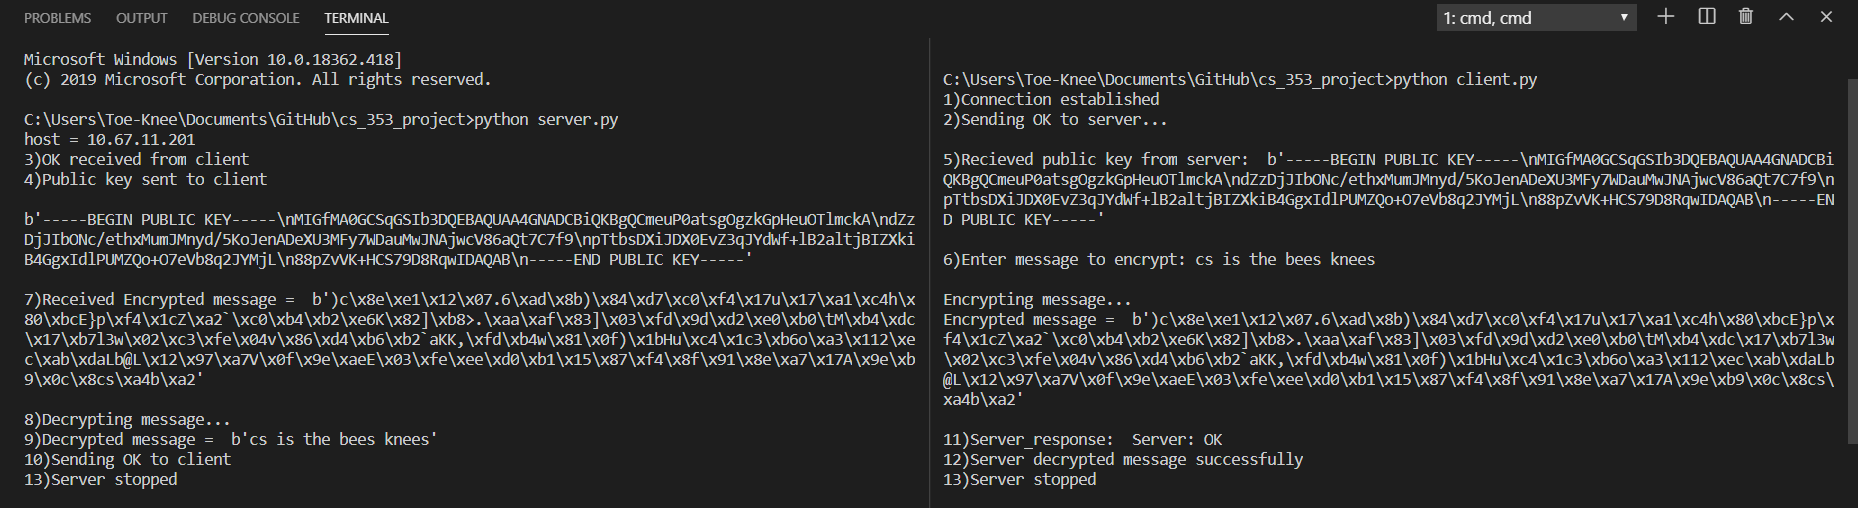 PROBLEMS OUTPUT DEBUG CONSOLE TERMINAL 1: cmd, cmd
Microsoft Windows [Version 10.0.18362.418]
(c) 2019 Microsoft Corporation. All rights reserved.
C:\Users\Toe-Knee\Documents\GitHub\cs_353_project>python server.py
host = 10.67.11.201
3)OK received from client
4)Public key sent to client
b'-----BEGIN PUBLIC KEY-----\nMIGfMA0GCSqGSIb3DQEBAQUAA4GNADCBiQKBgQCmeuP0atsgOgzkGpHeuOTlmckA\ndZz
DjJIbONc/ethxMumJMnyd/5KoJenADeXU3MFy7WDauMwJNAjwcV86aQt7C7f9\npTtbsDXiJDX0EvZ3qJYdWf+lB2altjBIZXki
B4GgxIdlPUMZQo+O7eVb8q2JYMjL\n88pZvVK+HCS79D8RqwIDAQAB\n-----END PUBLIC KEY-----'
7)Received Encrypted message =  b')c\x8e\xe1\x12\x07.6\xad\x8b)\x84\xd7\xc0\xf4\x17u\x17\xa1\xc4h\x
80\xbcE}p\xf4\x1cZ\xa2`\xc0\xb4\xb2\xe6K\x82]\xb8>.\xaa\xaf\x83]\x03\xfd\x9d\xd2\xe0\xb0\tM\xb4\xdc
\x17\xb7l3w\x02\xc3\xfe\x04v\x86\xd4\xb6\xb2`aKK,\xfd\xb4w\x81\x0f)\x1bHu\xc4\x1c3\xb6o\xa3\x112\xe
c\xab\xdaLb@L\x12\x97\xa7V\x0f\x9e\xaeE\x03\xfe\xee\xd0\xb1\x15\x87\xf4\x8f\x91\x8e\xa7\x17A\x9e\xb
9\x0c\x8cs\xa4b\xa2'
8)Decrypting message...
9)Decrypted message =  b'cs is the bees knees'
10)Sending OK to client
13)Server stopped
C:\Users\Toe-Knee\Documents\GitHub\cs_353_project>python client.py
1)Connection established
2)Sending OK to server...
5)Recieved public key from server:  b'-----BEGIN PUBLIC KEY-----\nMIGfMA0GCSqGSIb3DQEBAQUAA4GNADCBi
QKBgQCmeuP0atsgOgzkGpHeuOTlmckA\ndZzDjJIbONc/ethxMumJMnyd/5KoJenADeXU3MFy7WDauMwJNAjwcV86aQt7C7f9\n
pTtbsDXiJDX0EvZ3qJYdWf+lB2altjBIZXkiB4GgxIdlPUMZQo+O7eVb8q2JYMjL\n88pZvVK+HCS79D8RqwIDAQAB\n-----EN
D PUBLIC KEY-----'
6)Enter message to encrypt: cs is the bees knees
Encrypting message...
Encrypted message =  b')c\x8e\xe1\x12\x07.6\xad\x8b)\x84\xd7\xc0\xf4\x17u\x17\xa1\xc4h\x80\xbcE}p\x
f4\x1cZ\xa2`\xc0\xb4\xb2\xe6K\x82]\xb8>.\xaa\xaf\x83]\x03\xfd\x9d\xd2\xe0\xb0\tM\xb4\xdc\x17\xb7l3w
\x02\xc3\xfe\x04v\x86\xd4\xb6\xb2`aKK,\xfd\xb4w\x81\x0f)\x1bHu\xc4\x1c3\xb6o\xa3\x112\xec\xab\xdaLb
@L\x12\x97\xa7V\x0f\x9e\xaeE\x03\xfe\xee\xd0\xb1\x15\x87\xf4\x8f\x91\x8e\xa7\x17A\x9e\xb9\x0c\x8cs\
xa4b\xa2'
11)Server_response:  Server: OK
12)Server decrypted message successfully
13)Server stopped